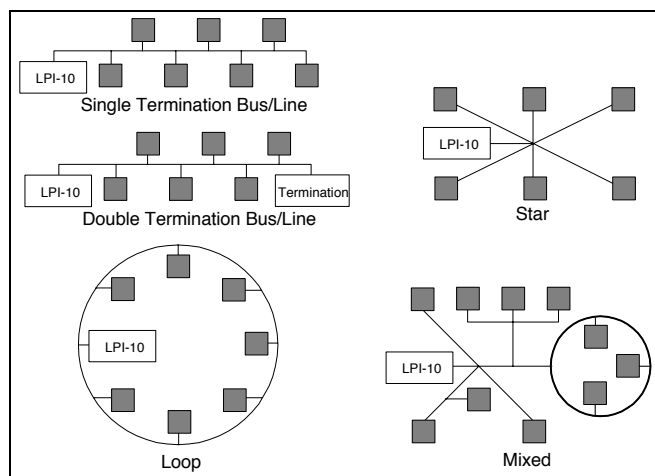 LPI-10
Single Termination Bus/Line
LPI-10
Termination
Double Termination Bus/Line
LPI-10
Star
LPI-10
Loop
LPI-10
Mixed